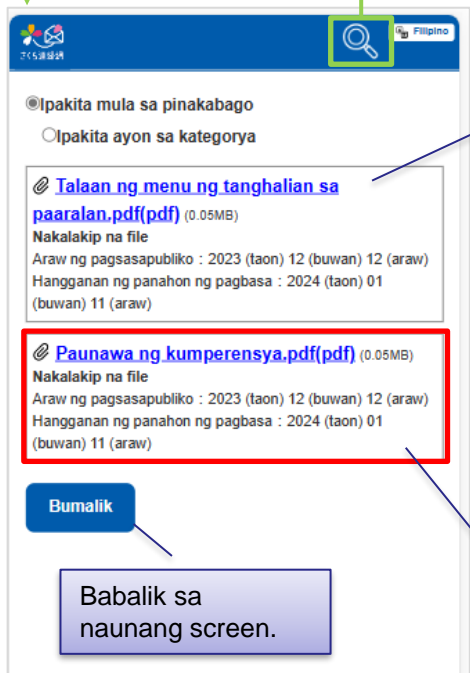 さくら連絡網
Filipino
Ipakita mula sa pinakabago
Ipakita ayon sa kategorya
Talaan ng menu ng tanghalian sa
paaralan.pdf(pdf) (0.05MB)
Nakalakip na file
Araw ng pagsasapubliko : 2023 (taon) 12 (buwan) 12 (araw)
Hangganan ng panahon ng pagbasa : 2024 (taon) 01
(buwan) 11 (araw)
Paunawa ng kumperensya.pdf(pdf) (0.05MB)
Nakalakip na file
Araw ng pagsasapubliko : 2023 (taon) 12 (buwan) 12 (araw)
Hangganan ng panahon ng pagbasa : 2024 (taon) 01
(buwan) 11 (araw)
Bumalik
Babalik sa
naunang screen.